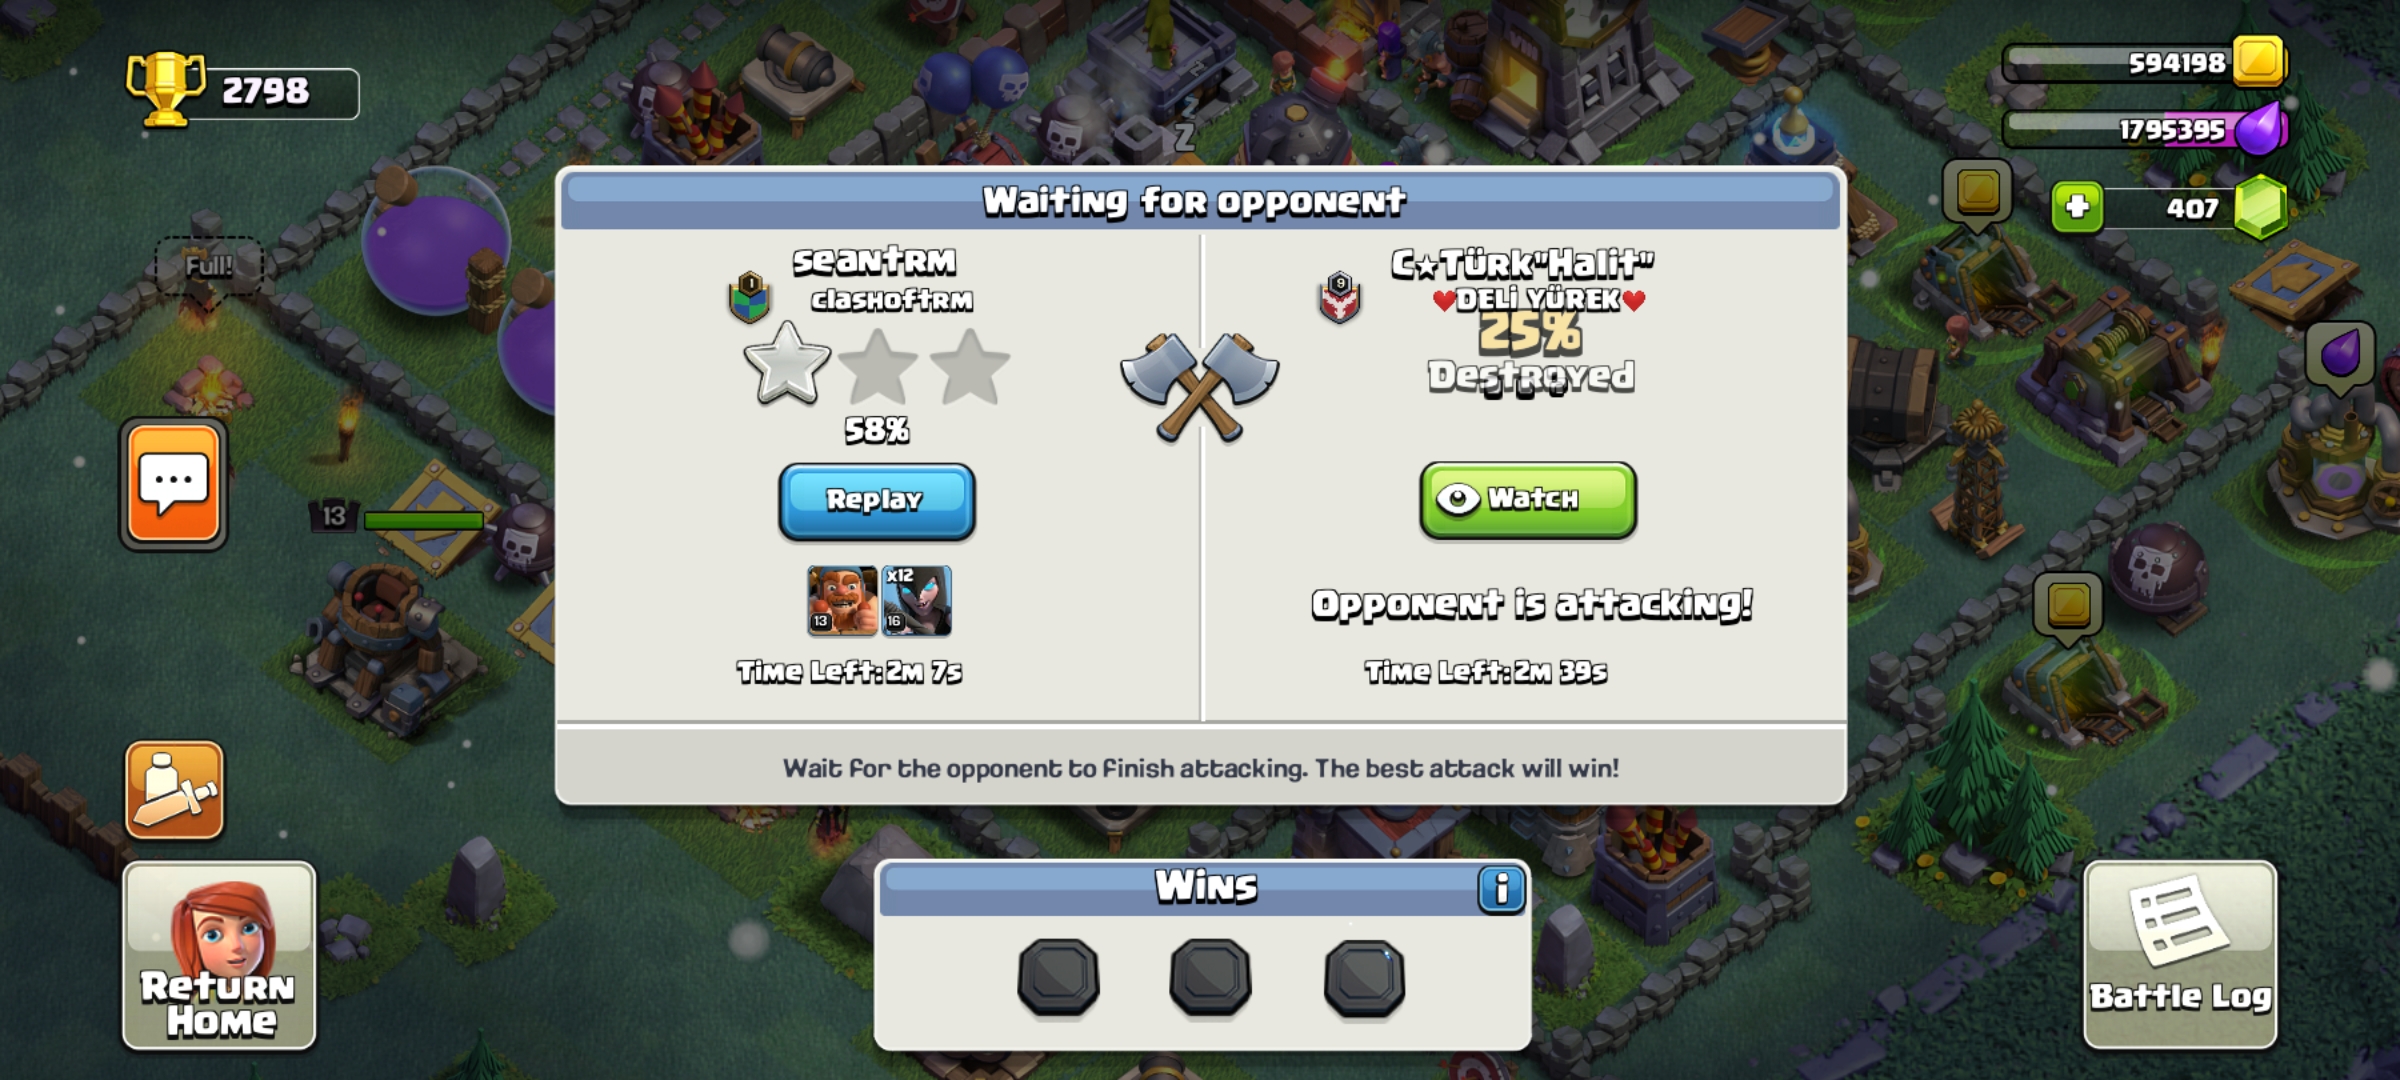 2798
594198
1795395
407
Full!
13
Waiting for opponent
1
seantrm
clashoftrm
58%
Replay
x12
13
16
Time Left:2m 7s
9
C★Türk"Halit"
❤️DELİ YÜREK❤️
25%
Destroyed
Watch
Opponent is attacking!
Time Left:2m 39s
Wait for the opponent to finish attacking. The best attack will win!
Wins
i
Return
Home
Battle Log